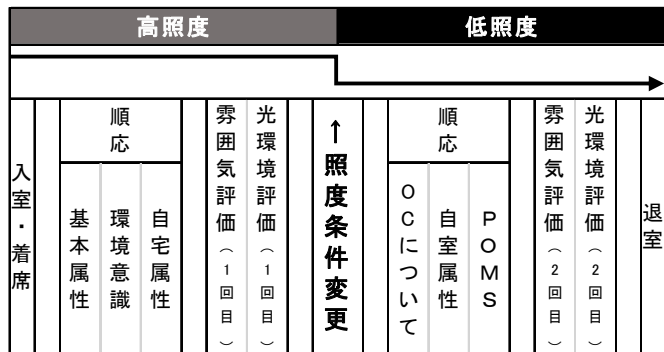 高照度
低照度
入室・着席
順応
基本属性
環境意識
自宅属性
雰囲気評価（1回目）
光環境評価（1回目）
↑照度条件変更
順応
OCについて
自室属性
POMS
雰囲気評価（2回目）
光環境評価（2回目）
退室